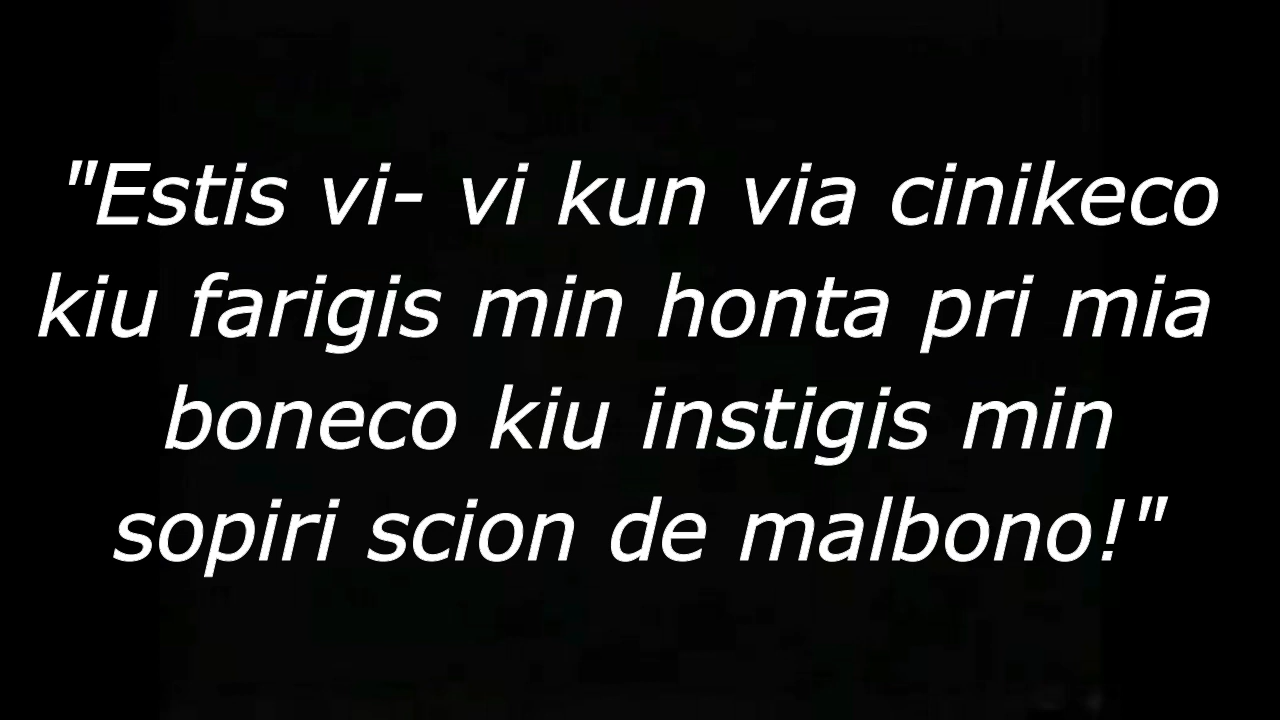 "Estis vi- vi kun via cinikeco
kiu farigis min honta pri mia
boneco kiu instigis min
sopiri scion de malbono!"